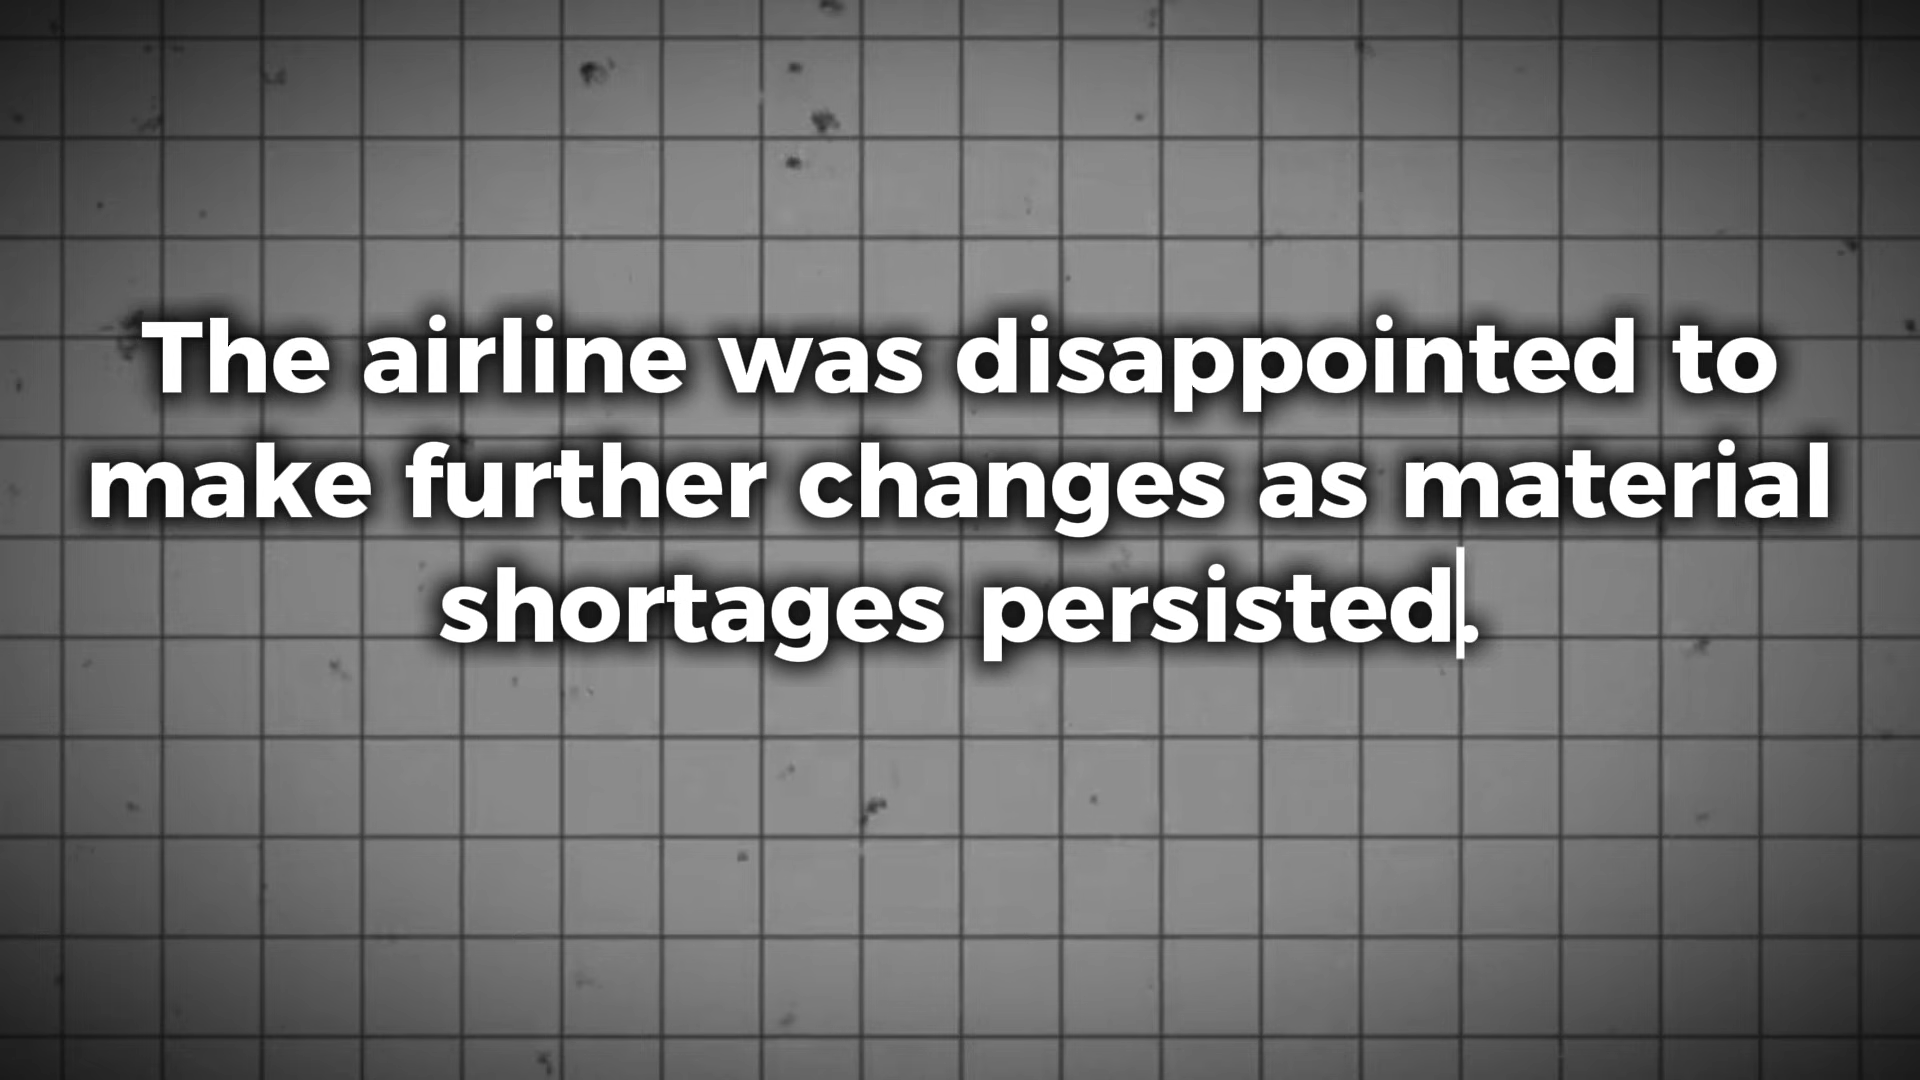 The airline was disappointed to
make further changes as material
shortages persisted.